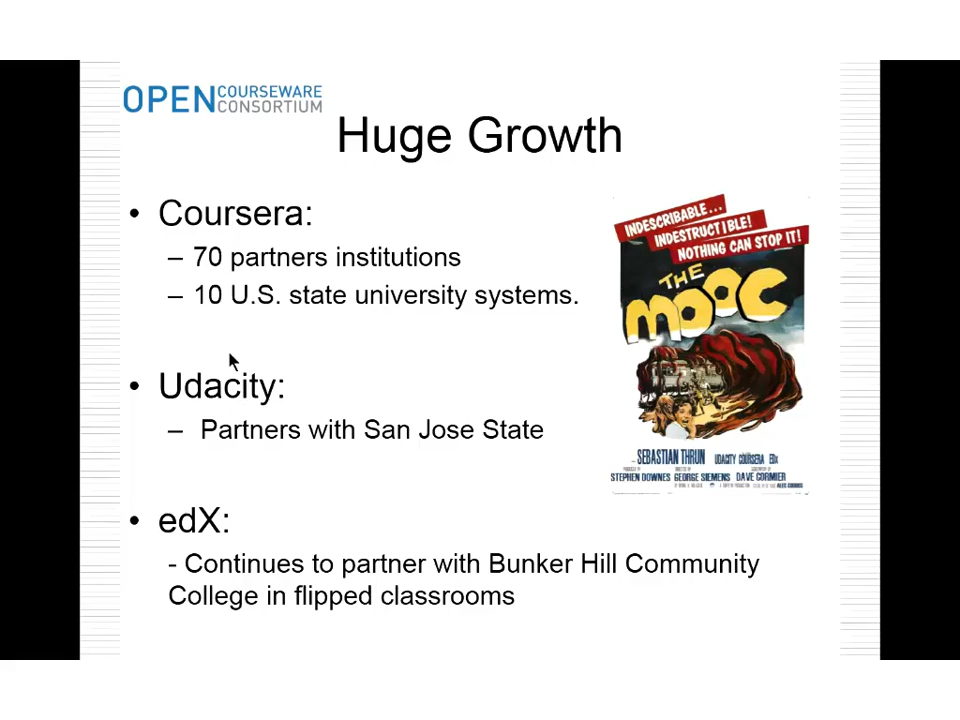 OPEN COURSEWARE
CONSORTIUM
Huge Growth
• Coursera:
– 70 partners institutions
– 10 U.S. state university systems.
• Udacity:
– Partners with San Jose State
• edX:
- Continues to partner with Bunker Hill Community
College in flipped classrooms
INDESCRIBABLE...
INDESTRUCTIBLE!
NOTHING CAN STOP IT!
THE
MOOC
SEBASTIAN THRUN UDACITY COURSERA EDX
STEPHEN DOWNES GEORGE SIEMENS DAVE CORMIER